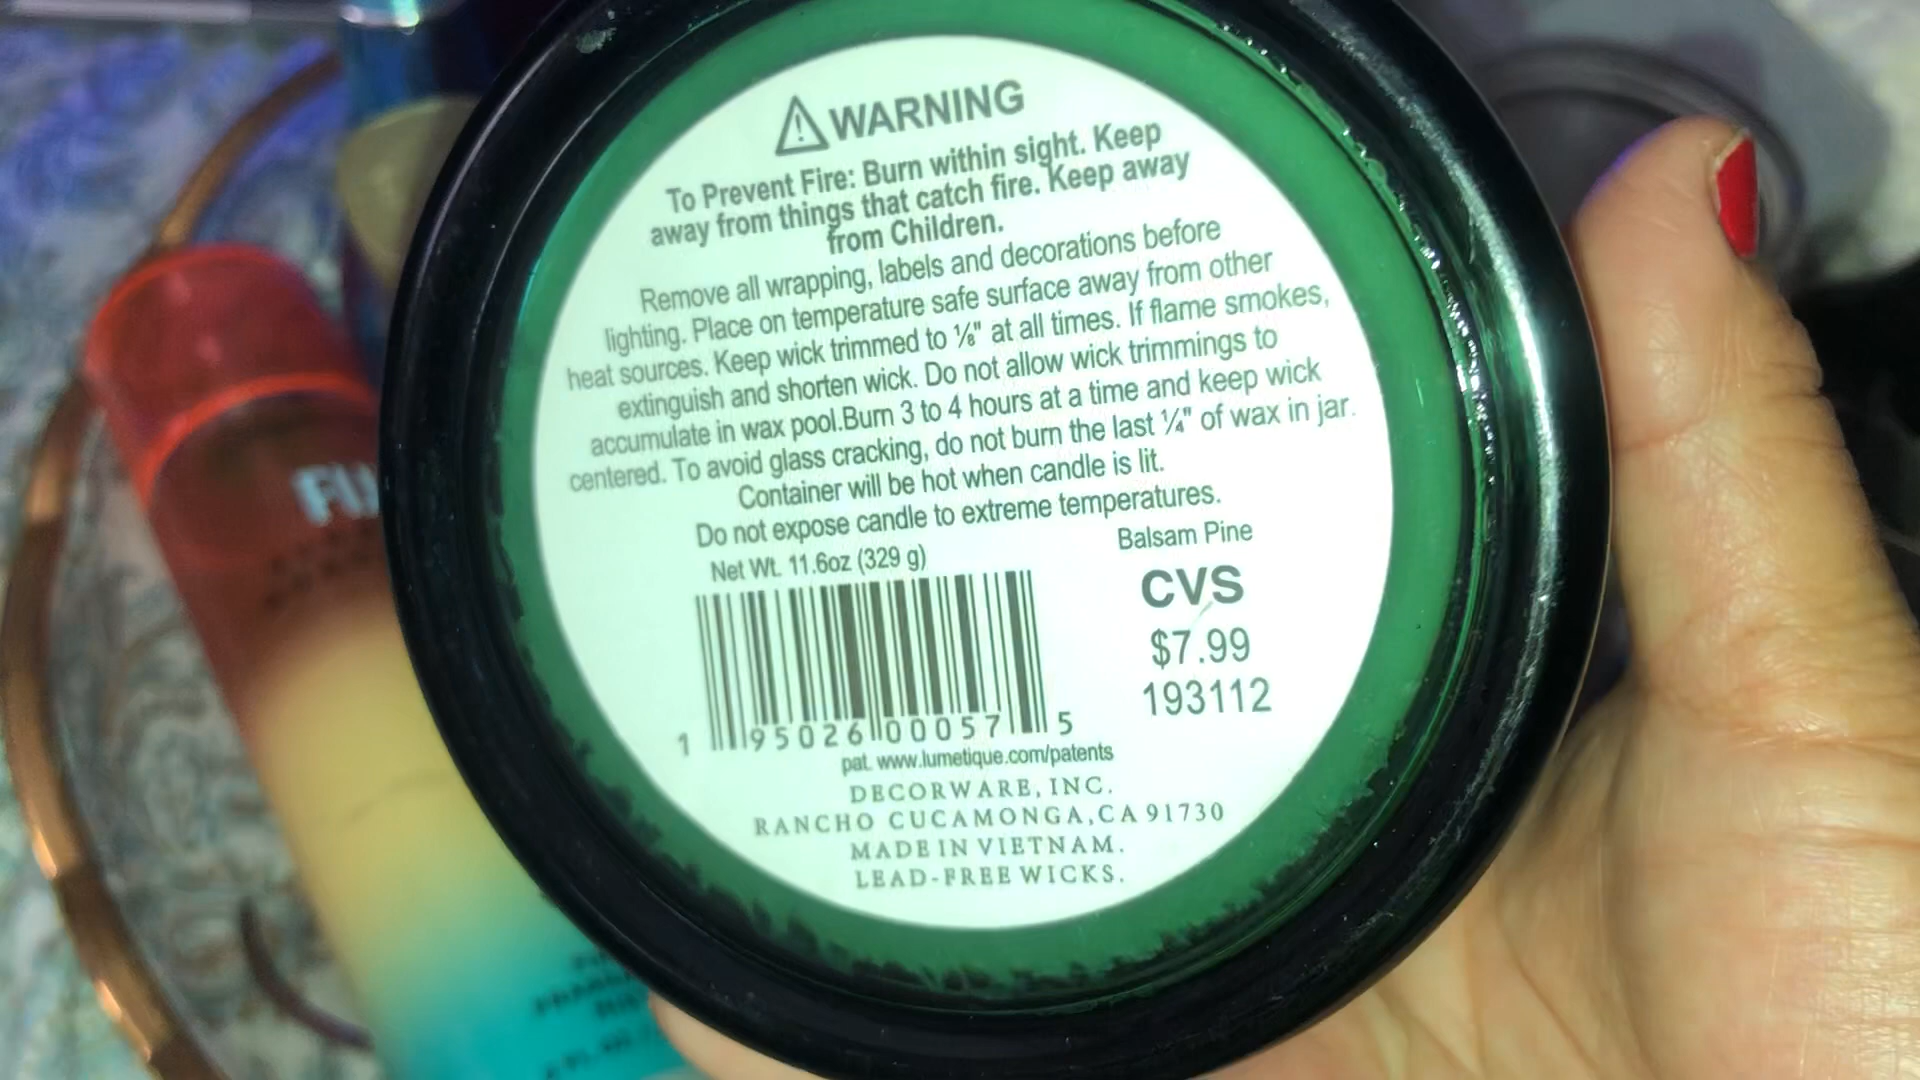 WARNING
To Prevent Fire: Burn within sight. Keep
away from things that catch fire. Keep away
from Children.
Remove all wrapping, labels and decorations before
lighting. Place on temperature safe surface away from other
heat sources. Keep wick trimmed to ⅛" at all times. If flame smokes,
extinguish and shorten wick. Do not allow wick trimmings to
accumulate in wax pool.Burn 3 to 4 hours at a time and keep wick
centered. To avoid glass cracking, do not burn the last ¼" of wax in jar.
Container will be hot when candle is lit.
Do not expose candle to extreme temperatures.
Net Wt. 11.6oz (329 g)
Balsam Pine
CVS
$7.99
193112
1 95026 00057 5
pat. www.lumetique.com/patents
DECORWARE, INC.
RANCHO CUCAMONGA, CA 91730
MADE IN VIETNAM.
LEAD-FREE WICKS.